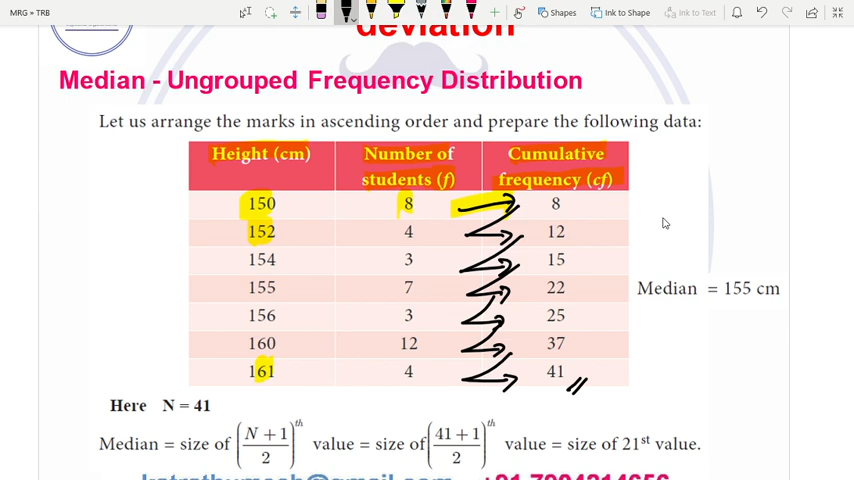 MRG » TRB
Shapes
Ink to Shape
Ink to Text
deviation
Median - Ungrouped Frequency Distribution
Let us arrange the marks in ascending order and prepare the following data:
Height (cm) Number of students (f) Cumulative frequency (cf)
150 8 8
152 4 12
154 3 15
155 7 22
156 3 25
160 12 37
161 4 41
Median = 155 cm
Here N = 41
Median = size of ((N + 1)/2)th value = size of ((41 + 1)/2)th value = size of 21st value.